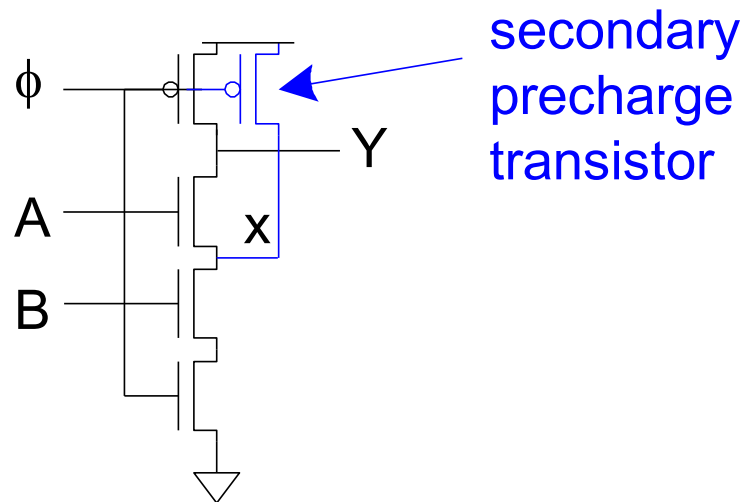 secondary
precharge
transistor
ϕ
Y
A
x
B